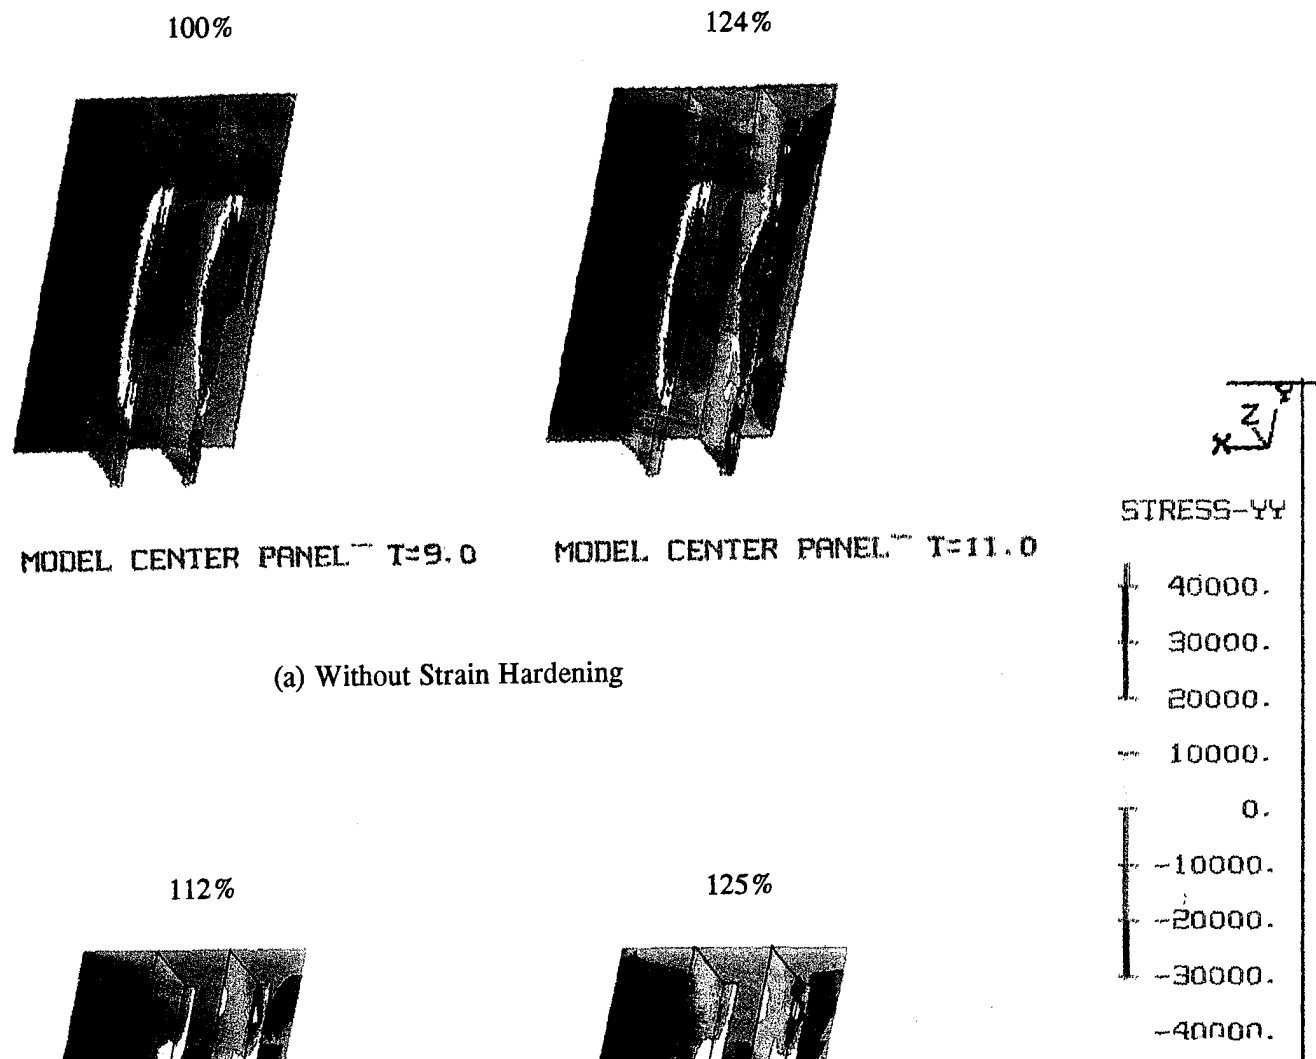 100%
124%
Y
Z
X
MODEL CENTER PANEL T=9.0
MODEL CENTER PANEL T=11.0
STRESS-YY
40000.
30000.
20000.
10000.
0.
-10000.
-20000.
-30000.
-40000.
(a) Without Strain Hardening
112%
125%